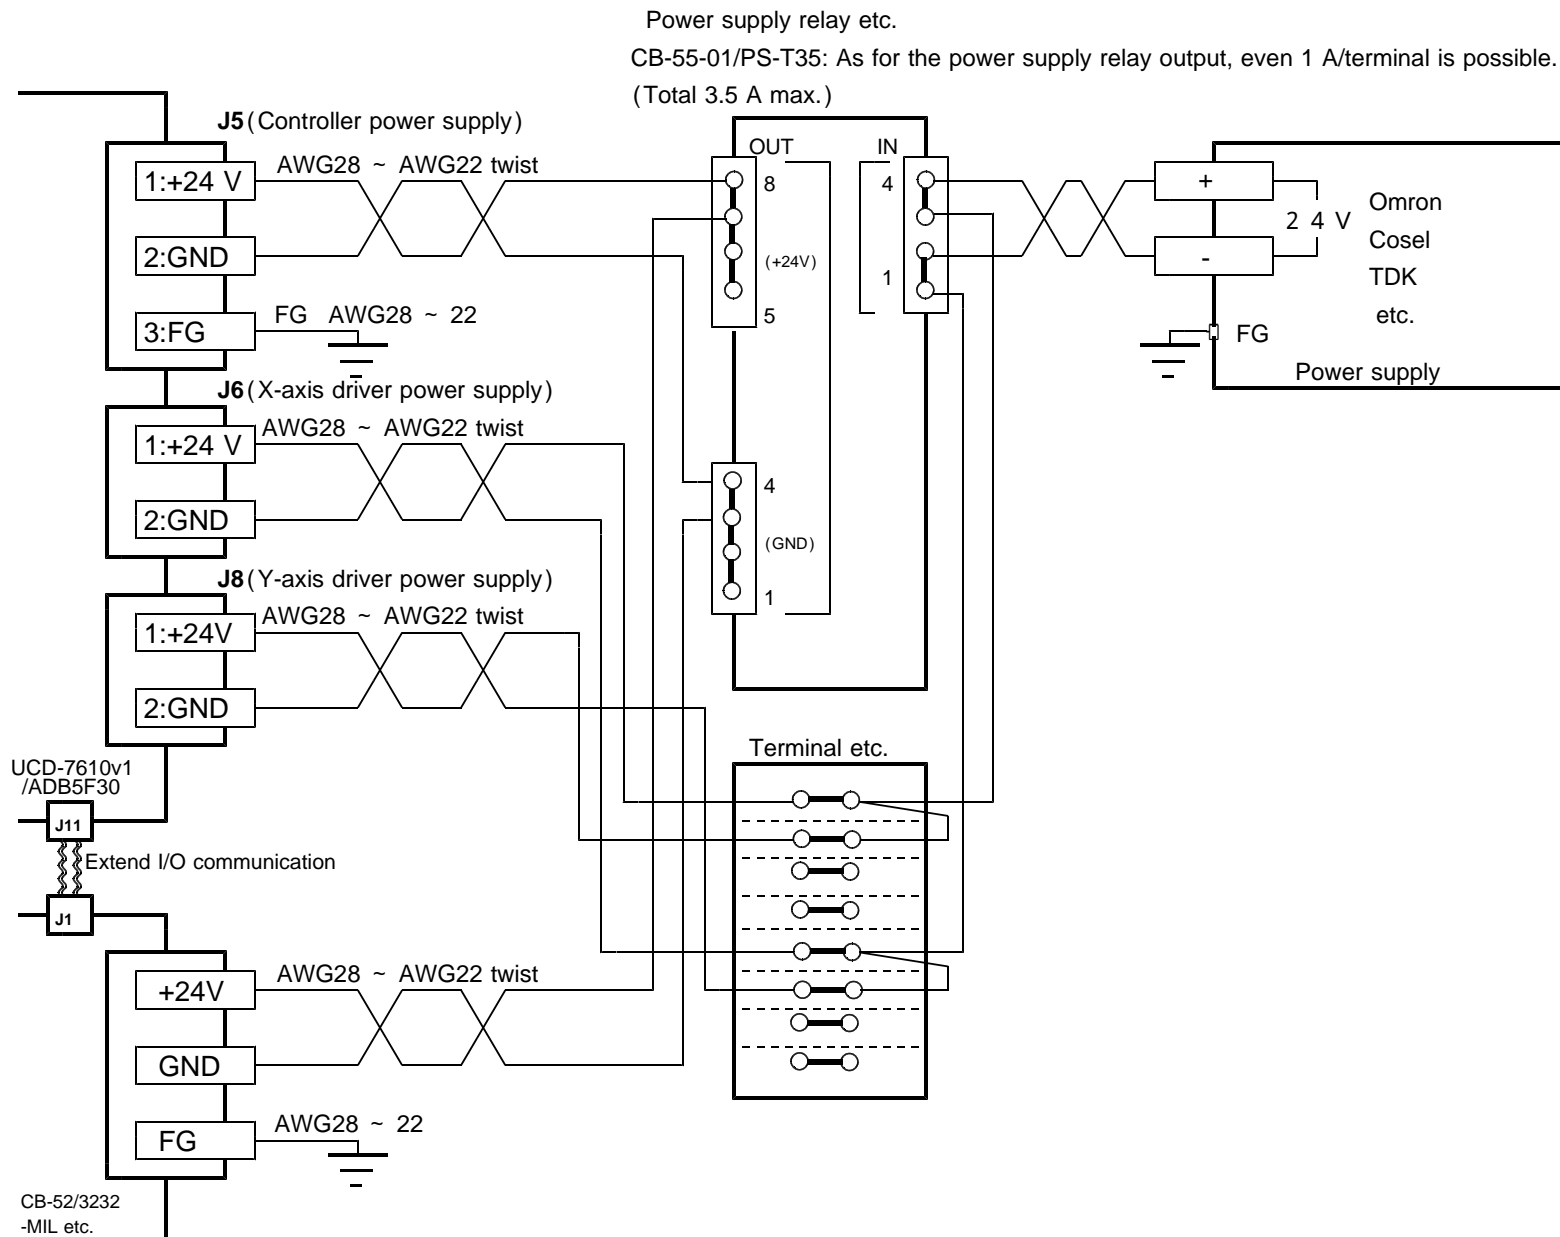 Power supply relay etc.
CB-55-01/PS-T35: As for the power supply relay output, even 1 A/terminal is possible.
(Total 3.5 A max.)
J5(Controller power supply)
AWG28 ~ AWG22 twist
1:+24 V
2:GND
FG AWG28 ~ 22
3:FG
J6(X-axis driver power supply)
AWG28 ~ AWG22 twist
1:+24 V
2:GND
J8(Y-axis driver power supply)
AWG28 ~ AWG22 twist
1:+24V
2:GND
UCD-7610v1
/ADB5F30
J11
Extend I/O communication
J1
AWG28 ~ AWG22 twist
+24V
GND
AWG28 ~ 22
FG
CB-52/3232
-MIL etc.
OUT
8
(+24V)
5
4
(GND)
1
IN
4
1
Terminal etc.
+
-
2 4 V
Omron
Cosel
TDK
etc.
FG
Power supply